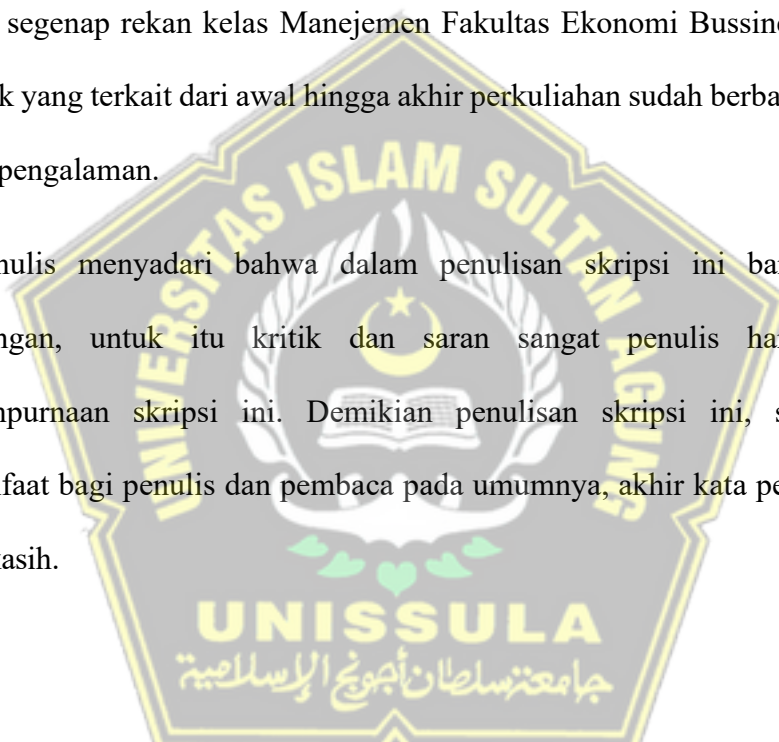 segenap rekan kelas Manejemen Fakultas Ekonomi Bussin
k yang terkait dari awal hingga akhir perkuliahan sudah berba
pengalaman.
nulis menyadari bahwa dalam penulisan skripsi ini ba
ngan, untuk itu kritik dan saran sangat penulis ha
npurnaan skripsi ini. Demikian penulisan skripsi ini, s
faat bagi penulis dan pembaca pada umumnya, akhir kata pe
kasih.
UNIVERSITAS ISLAM SULTAN AGUNG
UNISSULA
جامعة سلطان أجونج الإسلامية